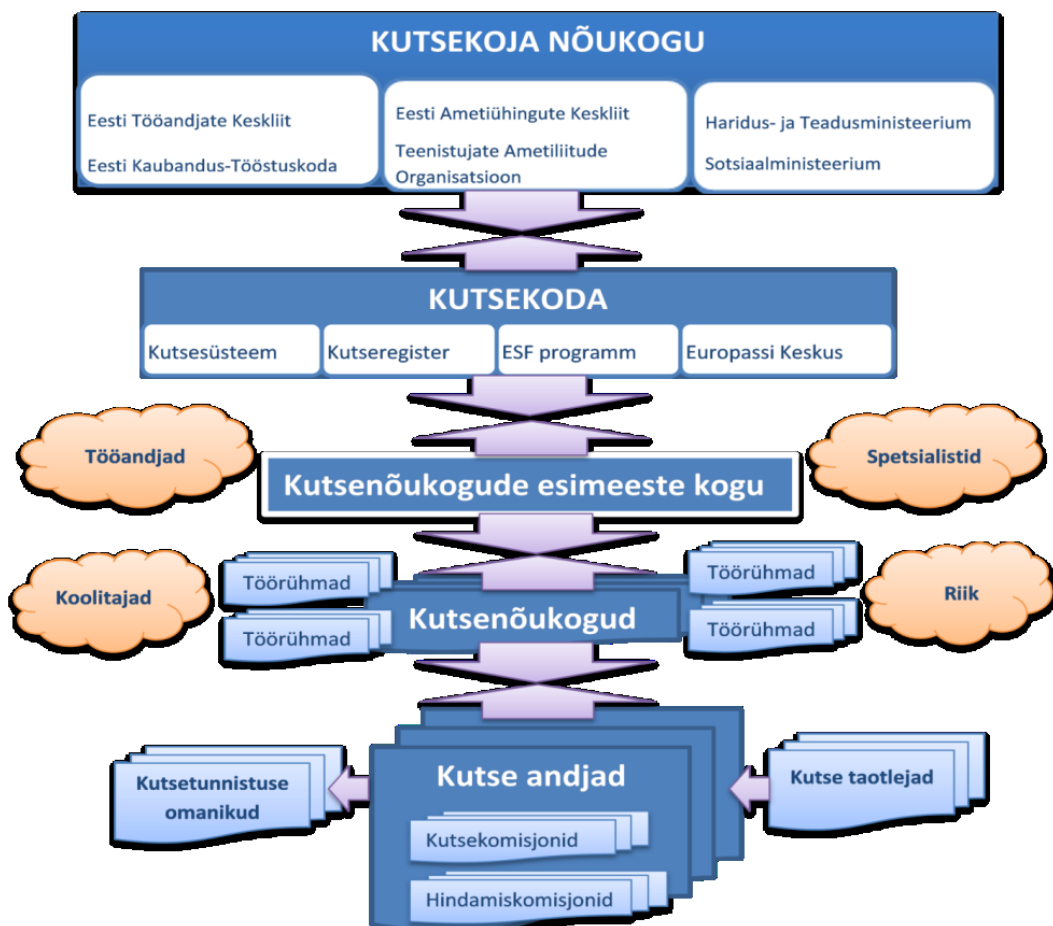 KUTSEKOJA NÕUKOGU
Eesti Tööandjate Keskliit
Eesti Kaubandus-Tööstuskoda
Eesti Ametiühingute Keskliit
Teenistujate Ametiliitude
Organisatsioon
Haridus- ja Teadusministeerium
Sotsiaalministeerium
KUTSEKODA
Kutsesüsteem
Kutseregister
ESF programm
Europassi Keskus
Tööandjad
Spetsialistid
Kutsenõukogude esimeeste kogu
Koolitajad
Töörühmad
Töörühmad
Kutsenõukogud
Töörühmad
Töörühmad
Riik
Kutsetunnistuse
omanikud
Kutse andjad
Kutsekomisjonid
Hindamiskomisjonid
Kutse taotlejad